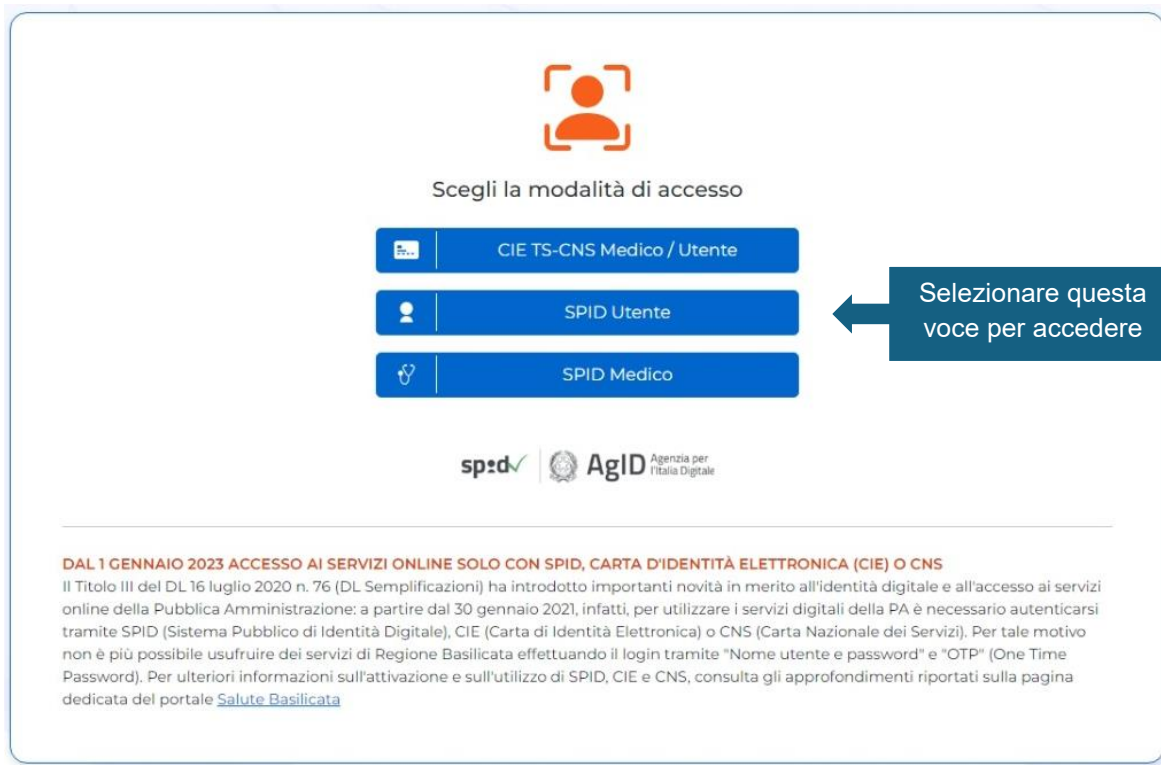 Scegli la modalità di accesso
CIE TS-CNS Medico / Utente
SPID Utente
Selezionare questa
voce per accedere
SPID Medico
spid
AgID
Agenzia per
l'Italia Digitale
DAL 1 GENNAIO 2023 ACCESSO AI SERVIZI ONLINE SOLO CON SPID, CARTA D'IDENTITÀ ELETTRONICA (CIE) O CNS
Il Titolo III del DL 16 luglio 2020 n. 76 (DL Semplificazioni) ha introdotto importanti novità in merito all'identità digitale e all'accesso ai servizi
online della Pubblica Amministrazione: a partire dal 30 gennaio 2021, infatti, per utilizzare i servizi digitali della PA è necessario autenticarsi
tramite SPID (Sistema Pubblico di Identità Digitale), CIE (Carta di Identità Elettronica) o CNS (Carta Nazionale dei Servizi). Per tale motivo
non è più possibile usufruire dei servizi di Regione Basilicata effettuando il login tramite "Nome utente e password" e "OTP" (One Time
Password). Per ulteriori informazioni sull'attivazione e sull'utilizzo di SPID, CIE e CNS, consulta gli approfondimenti riportati sulla pagina
dedicata del portale Salute Basilicata